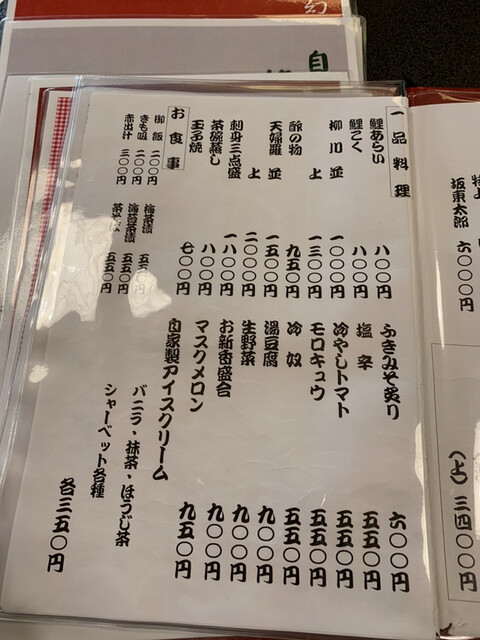 坂東太郎 六〇〇〇円
(上) 三四〇〇円
一品料理
鯉あらい 八〇〇円
鯉こく 八〇〇円
柳川 並 一〇〇〇円
上 一三〇〇円
酢の物 九五〇円
天婦羅 並 一五〇〇円
上 二〇〇〇円
刺身三点盛 一八〇〇円
茶碗蒸し 八〇〇円
玉子焼 七〇〇円
お食事
御飯 二〇〇円
きも吸 二〇〇円
赤出汁 三〇〇円
梅茶漬 五五〇円
海苔茶漬 五五〇円
茶そば 五五〇円
ふきみそ炙り 六〇〇円
塩辛 五五〇円
冷やしトマト 五五〇円
モロキュウ 五五〇円
冷奴 五五〇円
湯豆腐 九〇〇円
生野菜 九〇〇円
お新香盛合 九〇〇円
マスクメロン 九五〇円
自家製アイスクリーム
バニラ・抹茶・ほうじ茶
シャーベット各種
各三五〇円
自
幻